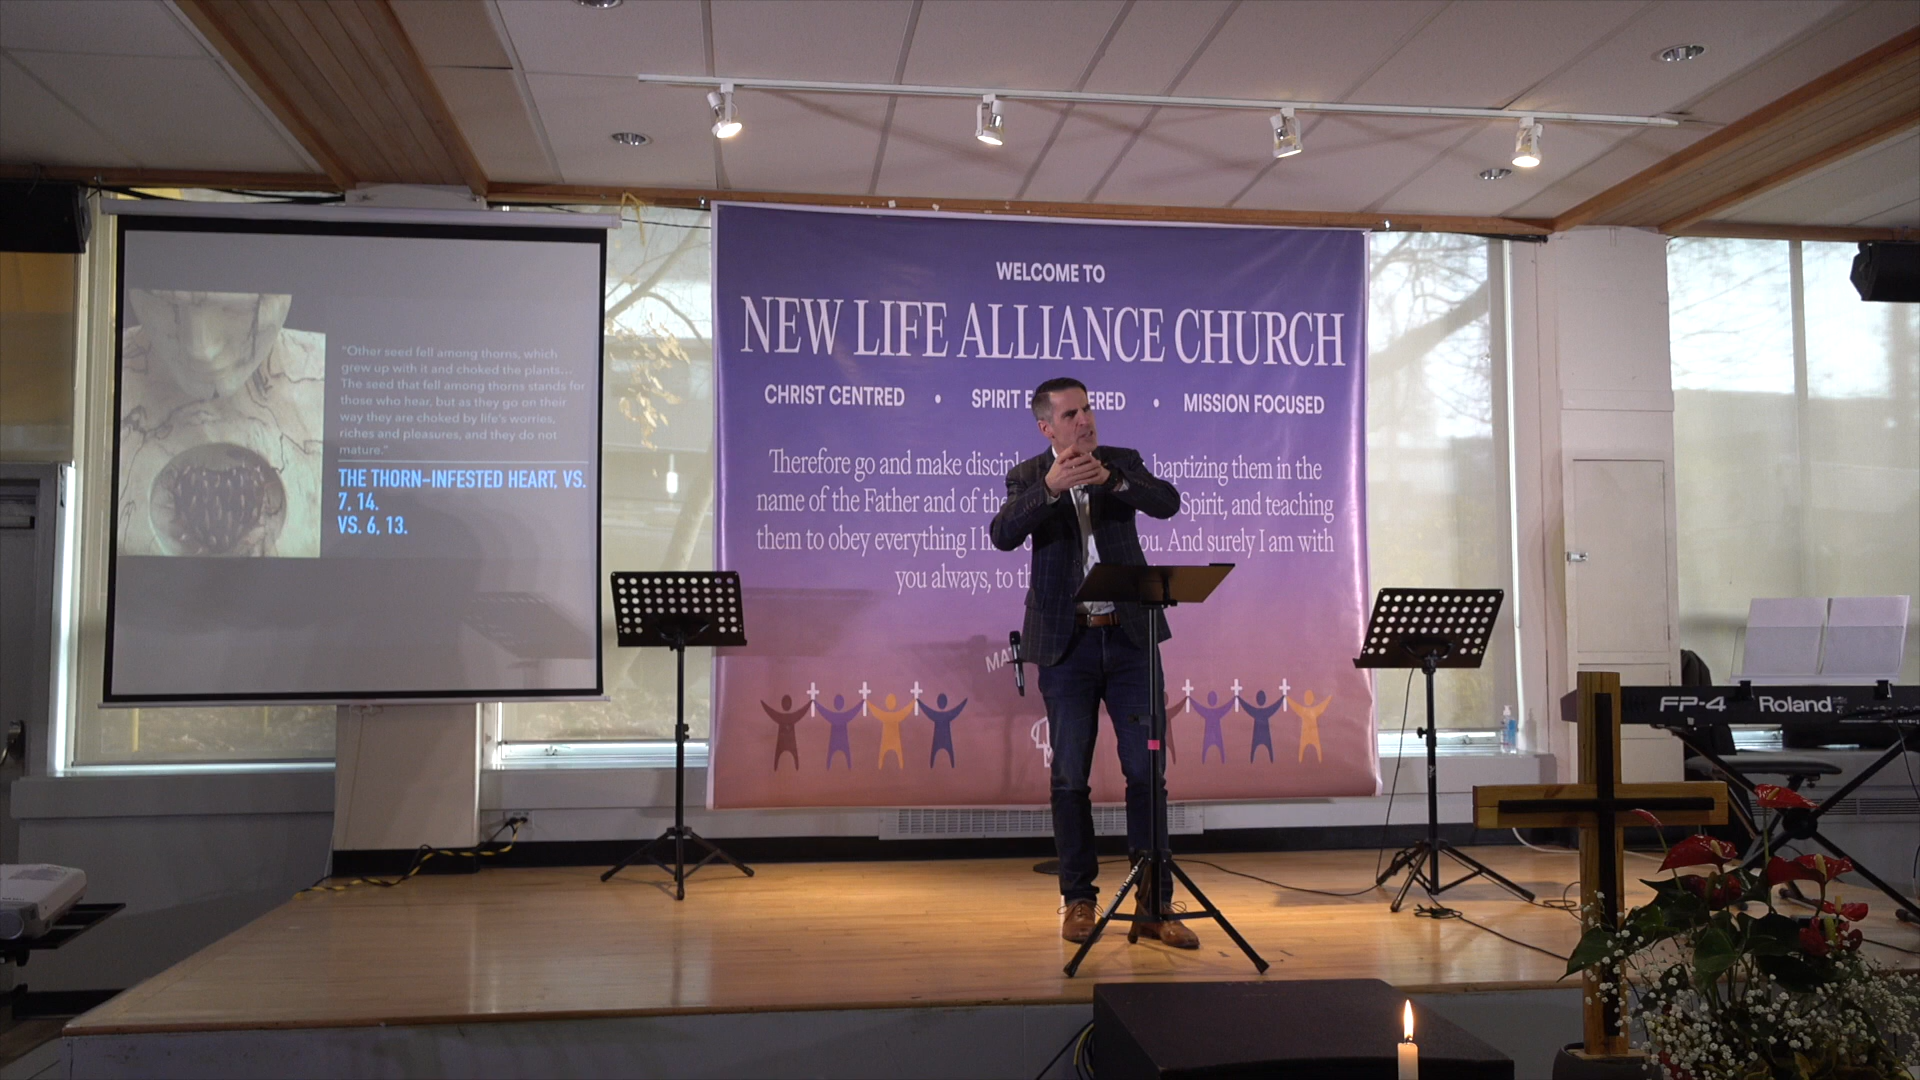 "Other seed fell among thorns, which
grew up with it and choked the plants...
The seed that fell among thorns stands for
those who hear, but as they go on their
way they are choked by life's worries,
riches and pleasures, and they do not
mature."
THE THORN-INFESTED HEART, VS.
7, 14.
VS. 6, 13.
WELCOME TO
NEW LIFE ALLIANCE CHURCH
CHRIST CENTRED • SPIRIT E ERED • MISSION FOCUSED
Therefore go and make discipl baptizing them in the
name of the Father and of the Spirit, and teaching
them to obey everything I ha ou. And surely I am with
you always, to th
MAT
FP-4 Roland